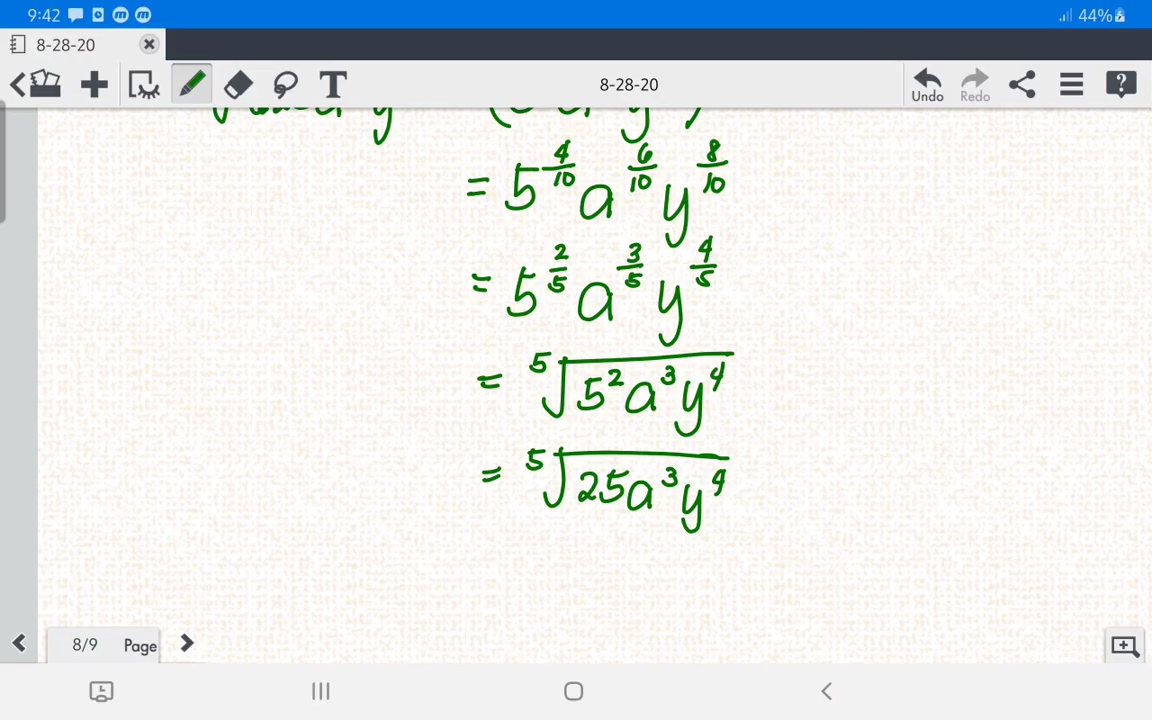 9:42 44%
8-28-20
8-28-20 Undo Redo
= 5^{4/10} a^{6/10} y^{8/10}
= 5^{2/5} a^{3/5} y^{4/5}
= ⁵√(5²a³y⁴)
= ⁵√(25a³y⁴)
8/9 Page